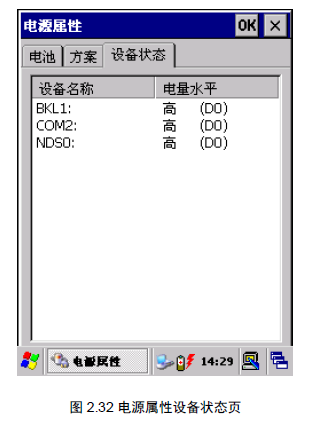 电源属性 OK ×
电池 方案 设备状态
设备名称 电量水平
BKL1: 高 (D0)
COM2: 高 (D0)
NDS0: 高 (D0)
电源属性 14:29
图 2.32 电源属性设备状态页